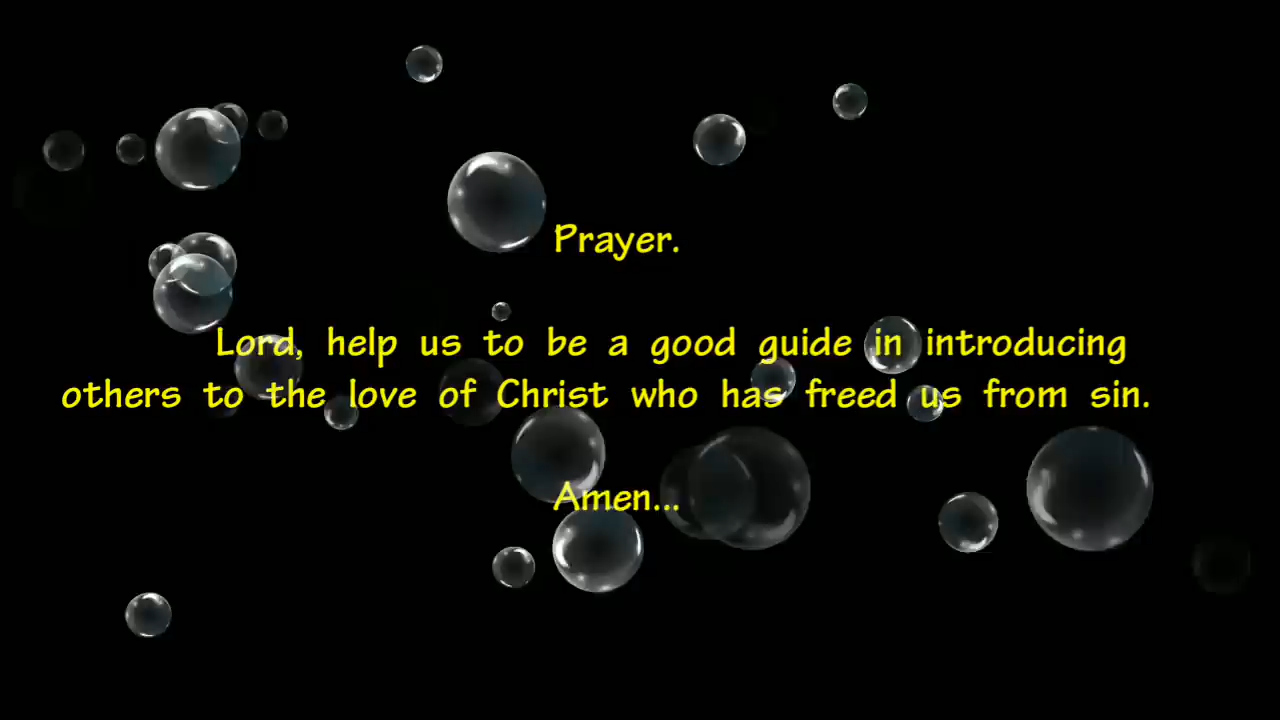 Prayer.
Lord, help us to be a good guide in introducing
others to the love of Christ who has freed us from sin.
Amen...